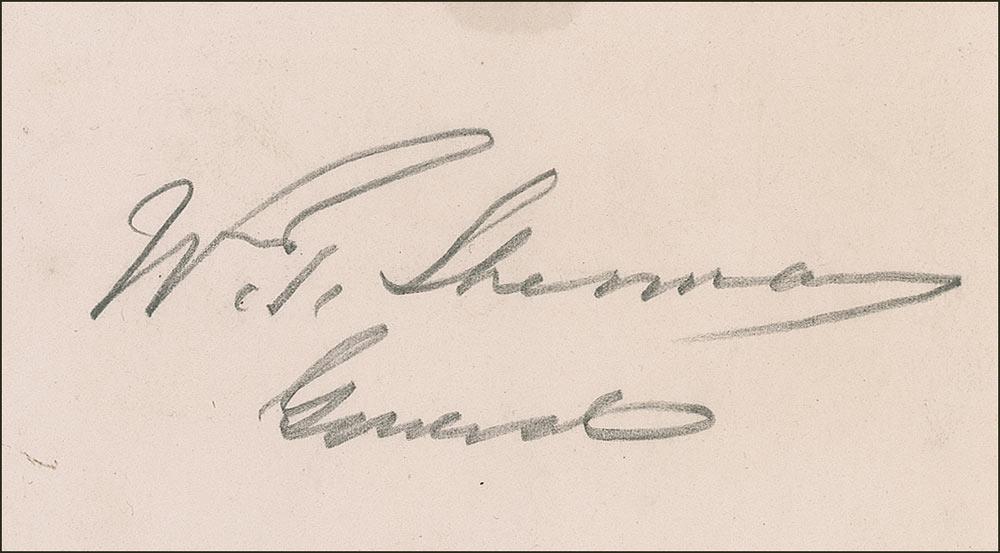 W. T. Sherman
General